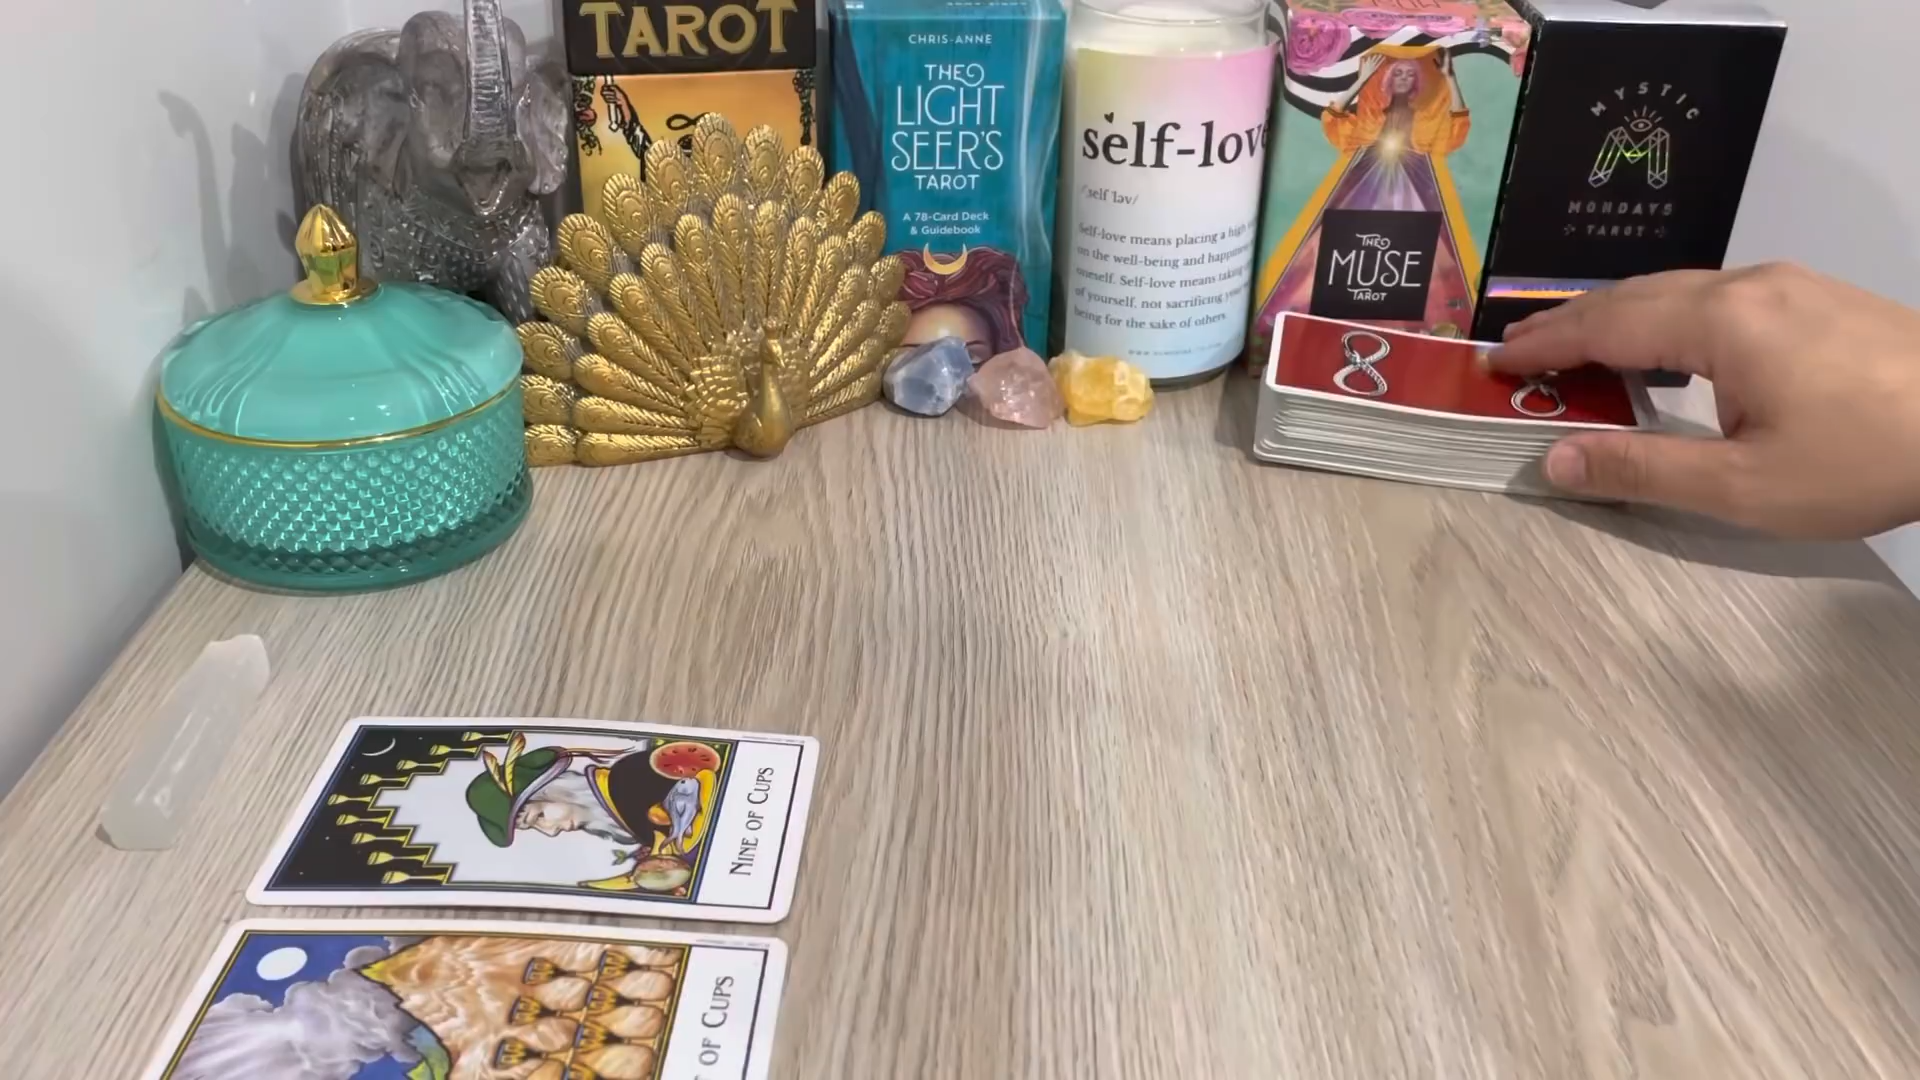 TAROT
CHRIS-ANNE
THE
LIGHT
SEER'S
TAROT
A 78-Card Deck
& Guidebook
self-love
/ˌself ˈləv/
Self-love means placing a high
on the well-being and happiness
oneself. Self-love means taking
of yourself, not sacrificing your
being for the sake of others.
THE
MUSE
TAROT
MYSTIC
MONDAYS
TAROT
NINE OF CUPS
OF CUPS